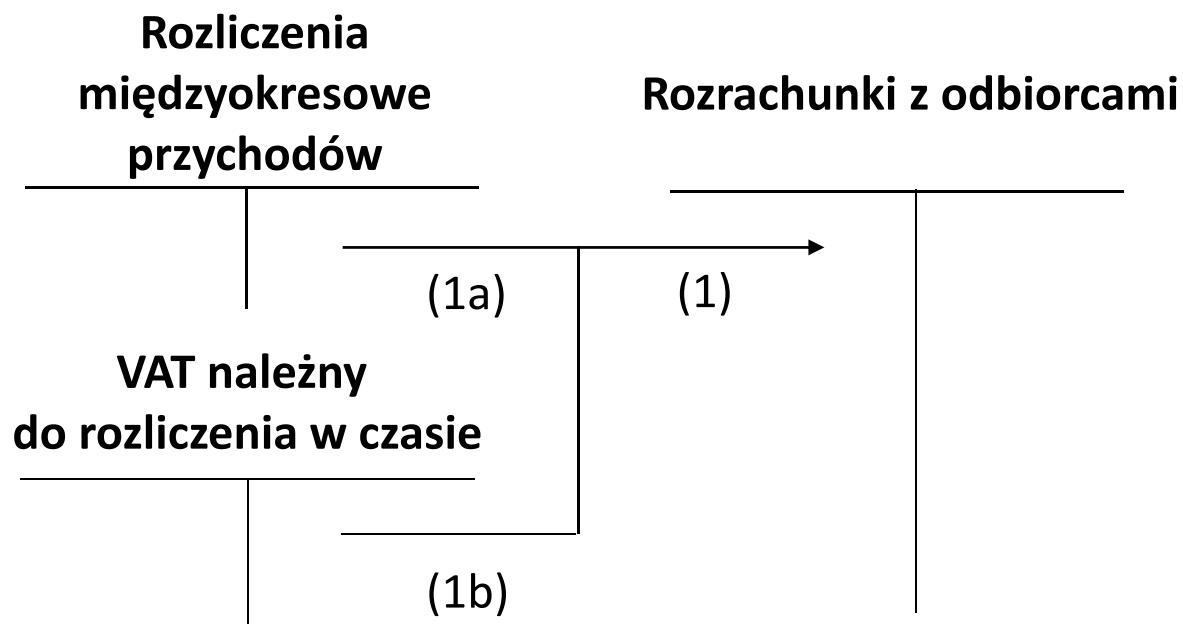 Rozliczenia
międzyokresowe
przychodów
Rozrachunki z odbiorcami
(1a)
(1)
VAT należny
do rozliczenia w czasie
(1b)